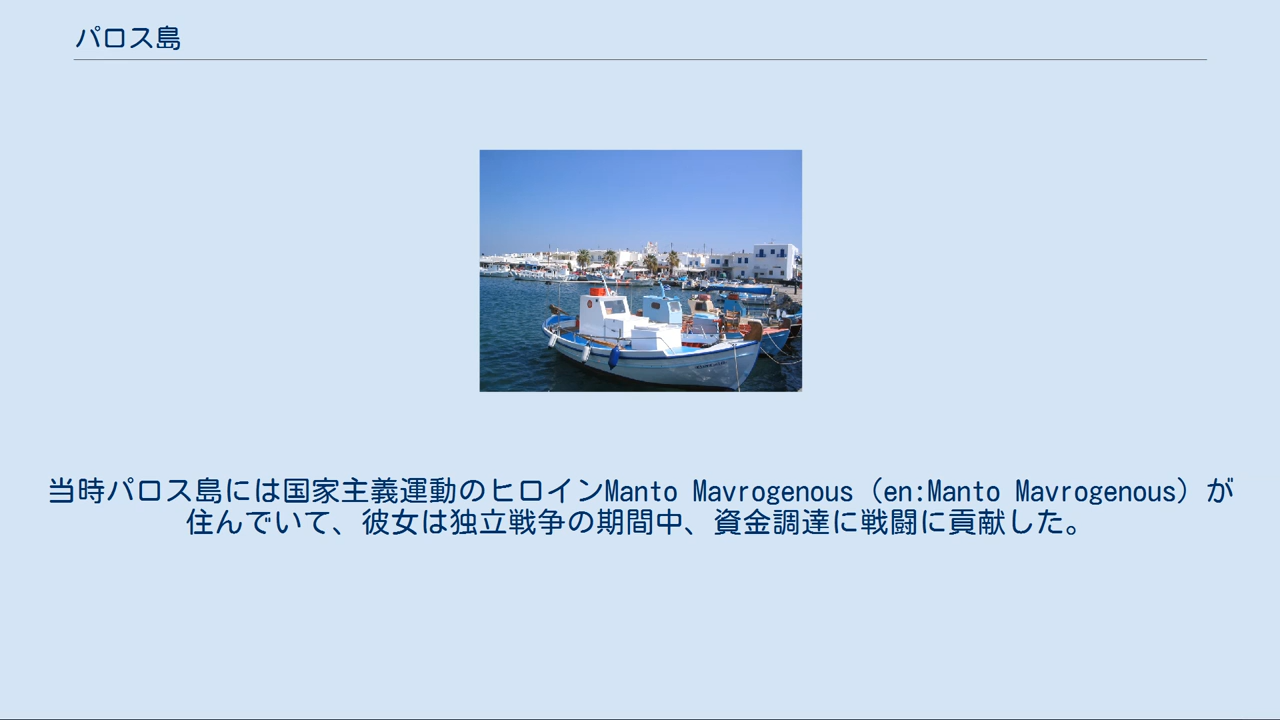 パロス島
当時パロス島には国家主義運動のヒロインManto Mavrogenous（en:Manto Mavrogenous）が
住んでいて、彼女は独立戦争の期間中、資金調達に戦闘に貢献した。